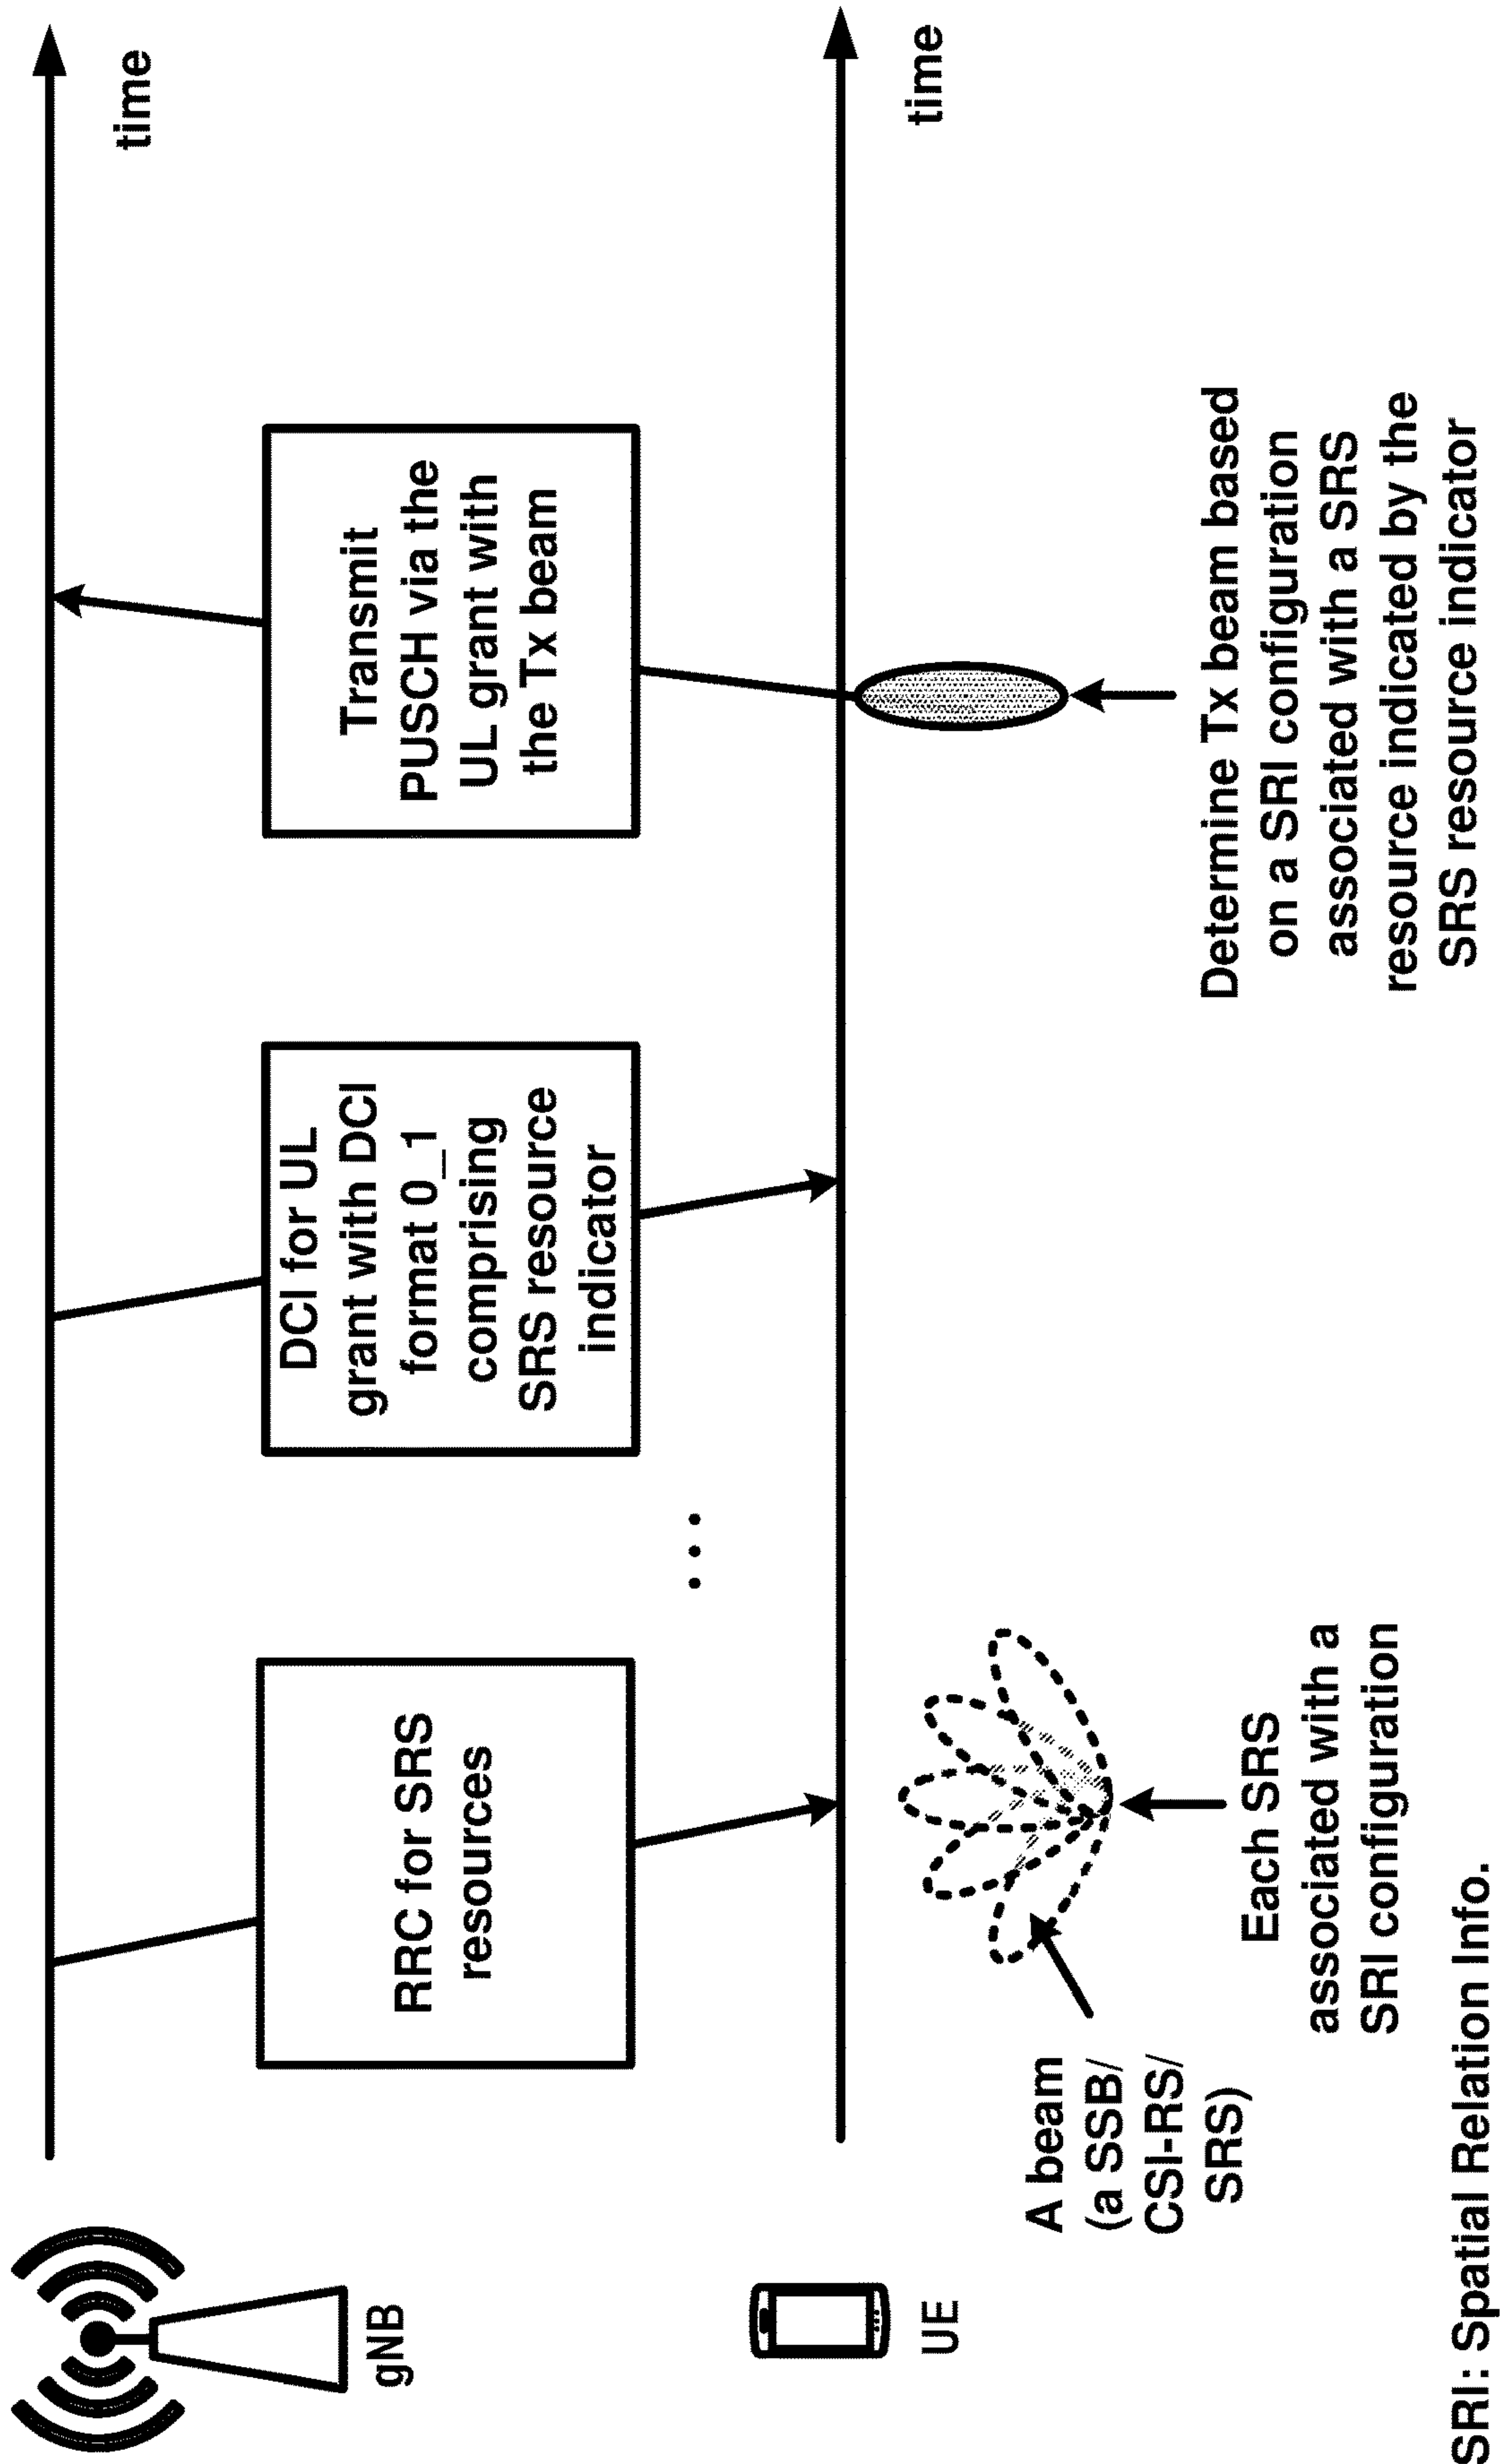 time
gNB
RRC for SRS
resources
DCI for UL
grant with DCI
format 0_1
comprising
SRS resource
indicator
Transmit
PUSCH via the
UL grant with
the Tx beam
...
time
UE
A beam
(a SSB/
CSI-RS/
SRS)
Each SRS
associated with a
SRI configuration
Determine Tx beam based
on a SRI configuration
associated with a SRS
resource indicated by the
SRS resource indicator
SRI: Spatial Relation Info.